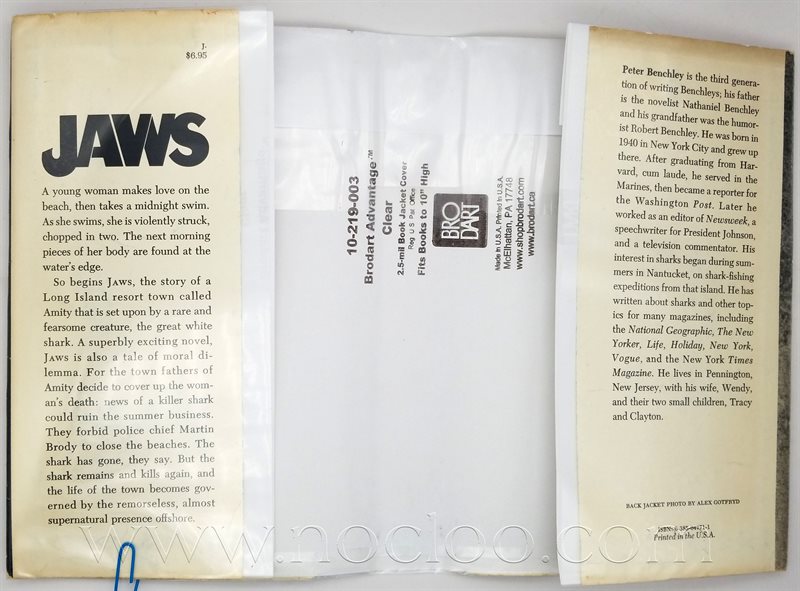 J·
$6.95
JAWS
A young woman makes love on the
beach, then takes a midnight swim.
As she swims, she is violently struck,
chopped in two. The next morning
pieces of her body are found at the
water's edge.
So begins JAWS, the story of a
Long Island resort town called
Amity that is set upon by a rare and
fearsome creature, the great white
shark. A superbly exciting novel,
JAWS is also a tale of moral di-
lemma. For the town fathers of
Amity decide to cover up the wom-
an's death: news of a killer shark
could ruin the summer business.
They forbid police chief Martin
Brody to close the beaches. The
shark has gone, they say. But the
shark remains and kills again, and
the life of the town becomes gov-
erned by the remorseless, almost
supernatural presence offshore.
10-219-003
Brodart Advantage™
Clear
2.5-mil Book Jacket Cover
Reg U S Pat Office
Fits Books to 10" High
BRO
DART
Made in U.S.A. Printed in U.S.A.
McElhattan, PA 17748
www.shopbrodart.com
www.brodart.ca
Peter Benchley is the third genera-
tion of writing Benchleys; his father
is the novelist Nathaniel Benchley
and his grandfather was the humor-
ist Robert Benchley. He was born in
1940 in New York City and grew up
there. After graduating from Har-
vard, cum laude, he served in the
Marines, then became a reporter for
the Washington Post. Later he
worked as an editor of Newsweek, a
speechwriter for President Johnson,
and a television commentator. His
interest in sharks began during sum-
mers in Nantucket, on shark-fishing
expeditions from that island. He has
written about sharks and other top-
ics for many magazines, including
the National Geographic, The New
Yorker, Life, Holiday, New York,
Vogue, and the New York Times
Magazine. He lives in Pennington,
New Jersey, with his wife, Wendy,
and their two small children, Tracy
and Clayton.
BACK JACKET PHOTO BY ALEX GOTFRYD
ISBN: 0-385-04771-1
Printed in the U.S.A.
www.nocloo.com